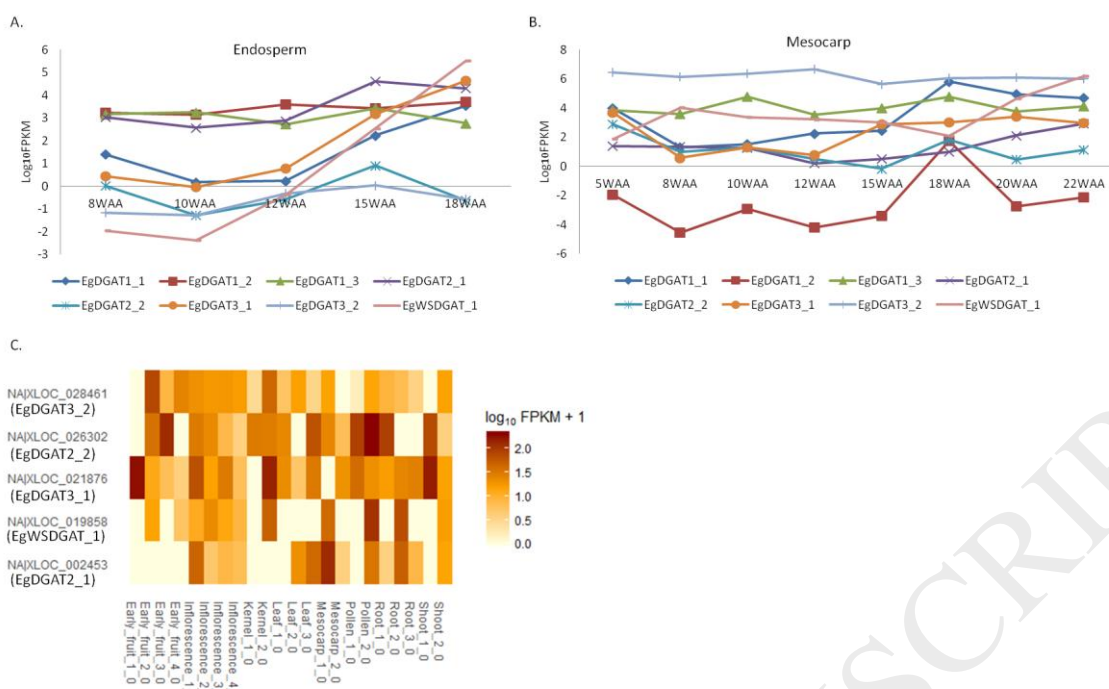 A.
Endosperm
Log10FPKM
6
5
4
3
2
1
0
-1
-2
-3
8WAA 10WAA 12WAA 15WAA 18WAA
EgDGAT1_1 EgDGAT1_2 EgDGAT1_3 EgDGAT2_1
EgDGAT2_2 EgDGAT3_1 EgDGAT3_2 EgWSDGAT_1
B.
Mesocarp
Log10FPKM
8
6
4
2
0
-2
-4
-6
5WAA 8WAA 10WAA 12WAA 15WAA 18WAA 20WAA 22WAA
EgDGAT1_1 EgDGAT1_2 EgDGAT1_3 EgDGAT2_1
EgDGAT2_2 EgDGAT3_1 EgDGAT3_2 EgWSDGAT_1
C.
NA|XLOC_028461
(EgDGAT3_2)
NA|XLOC_026302
(EgDGAT2_2)
NA|XLOC_021876
(EgDGAT3_1)
NA|XLOC_019858
(EgWSDGAT_1)
NA|XLOC_002453
(EgDGAT2_1)
log10 FPKM + 1
2.0
1.5
1.0
0.5
0.0
Early_fruit_1_0
Early_fruit_2_0
Early_fruit_3_0
Early_fruit_4_0
Inflorescence_1
Inflorescence_2
Inflorescence_3
Inflorescence_4
Kernel_1_0
Kernel_2_0
Leaf_1_0
Leaf_2_0
Leaf_3_0
Mesocarp_1_0
Mesocarp_2_0
Pollen_1_0
Pollen_2_0
Root_1_0
Root_2_0
Root_3_0
Shoot_1_0
Shoot_2_0